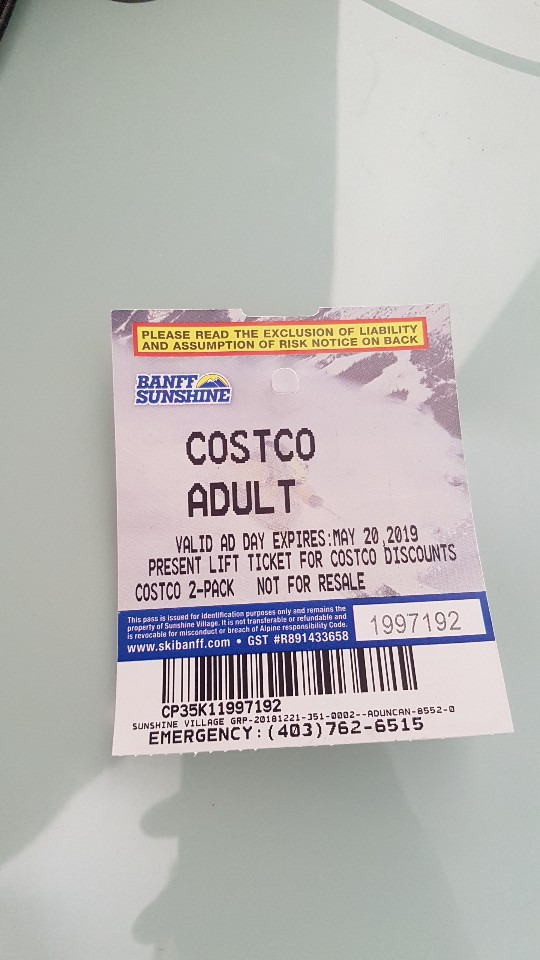 PLEASE READ THE EXCLUSION OF LIABILITY
AND ASSUMPTION OF RISK NOTICE ON BACK
BANFF
SUNSHINE
COSTCO
ADULT
VALID AD DAY EXPIRES:MAY 20,2019
PRESENT LIFT TICKET FOR COSTCO DISCOUNTS
COSTCO 2-PACK NOT FOR RESALE
This pass is issued for identification purposes only and remains the
property of Sunshine Village. It is not transferable or refundable and
is revocable for misconduct or breach of Alpine responsibility Code.
www.skibanff.com • GST #R891433658
1997192
CP35K11997192
SUNSHINE VILLAGE GRP-20181221-J51-0002--ADUNCAN-8552-0
EMERGENCY:(403)762-6515